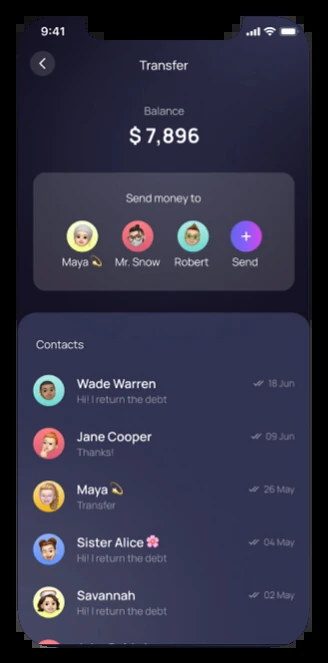 9:41
Transfer
Balance
$ 7,896
Send money to
Maya 💫 Mr. Snow Robert Send
Contacts
Wade Warren 18 Jun
Hi! I return the debt
Jane Cooper 09 Jun
Thanks!
Maya 💫 26 May
Transfer
Sister Alice 🌸 04 May
Hi! I return the debt
Savannah 02 May
Hi! I return the debt